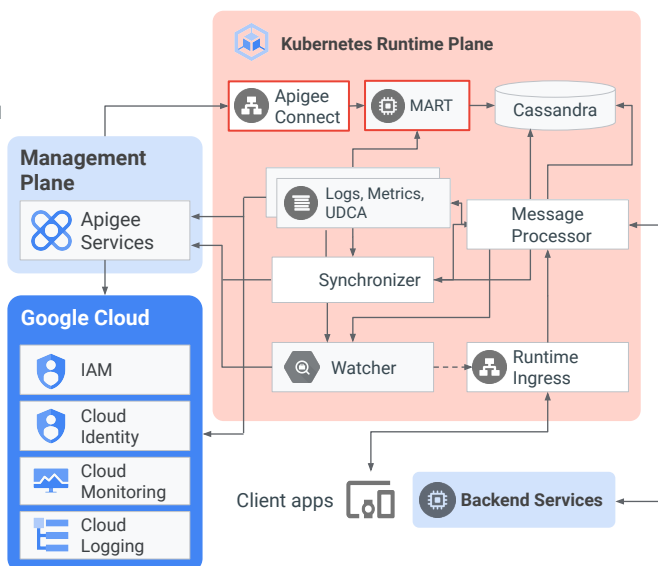 Kubernetes Runtime Plane
Apigee
Connect
MART
Cassandra
Management
Plane
Apigee
Services
Logs, Metrics,
UDCA
Message
Processor
Synchronizer
Google Cloud
IAM
Watcher
Runtime
Ingress
Cloud
Identity
Cloud
Monitoring
Client apps
Backend Services
Cloud
Logging